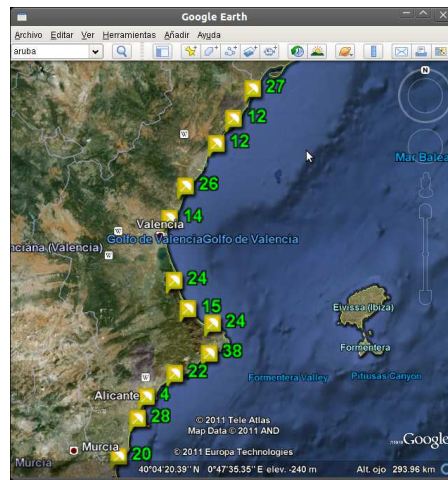 Google Earth
Archivo Editar Ver Herramientas Añadir Ayuda
aruba
27
N
12
12
Mar Balea
W
26
14
Valencia
nciana (Valencia)
Golfo de ValenciaGolfo de Valencia
W
W
24
15
Eivissa (Ibiza)
24
38
Formentera
22
Formentera Valley
Pitiusas Canyon
W
Alicante
4
28
© 2011 Tele Atlas
Map Data © 2011 AND
Murcia
20
© 2011 Europa Technologies
Google
Murcia
40°04'20.39" N 0°47'35.35" E elev. -240 m Alt. ojo 293.96 km